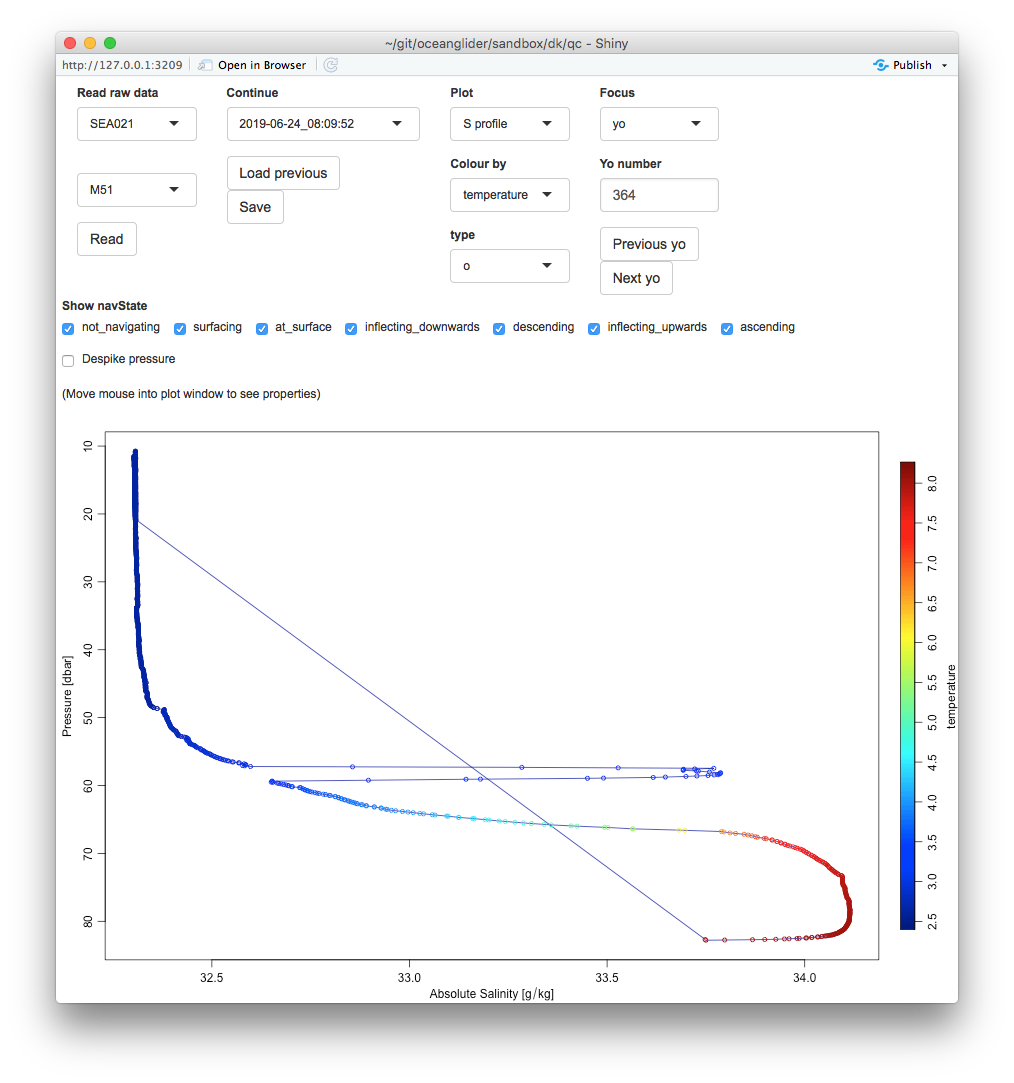 ~/git/oceanglider/sandbox/dk/qc - Shiny
http://127.0.0.1:3209 Open in Browser Publish
Read raw data Continue Plot Focus
SEA021 2019-06-24_08:09:52 S profile yo
Load previous Colour by Yo number
M51 Save temperature 364
Read type Previous yo
o Next yo
Show navState
not_navigating surfacing at_surface inflecting_downwards descending inflecting_upwards ascending
Despike pressure
(Move mouse into plot window to see properties)
10
20
30
40
50
60
70
80
Pressure [dbar]
32.5 33.0 33.5 34.0
Absolute Salinity [g/kg]
8.0
7.5
7.0
6.5
6.0
5.5
5.0
4.5
4.0
3.5
3.0
2.5
temperature